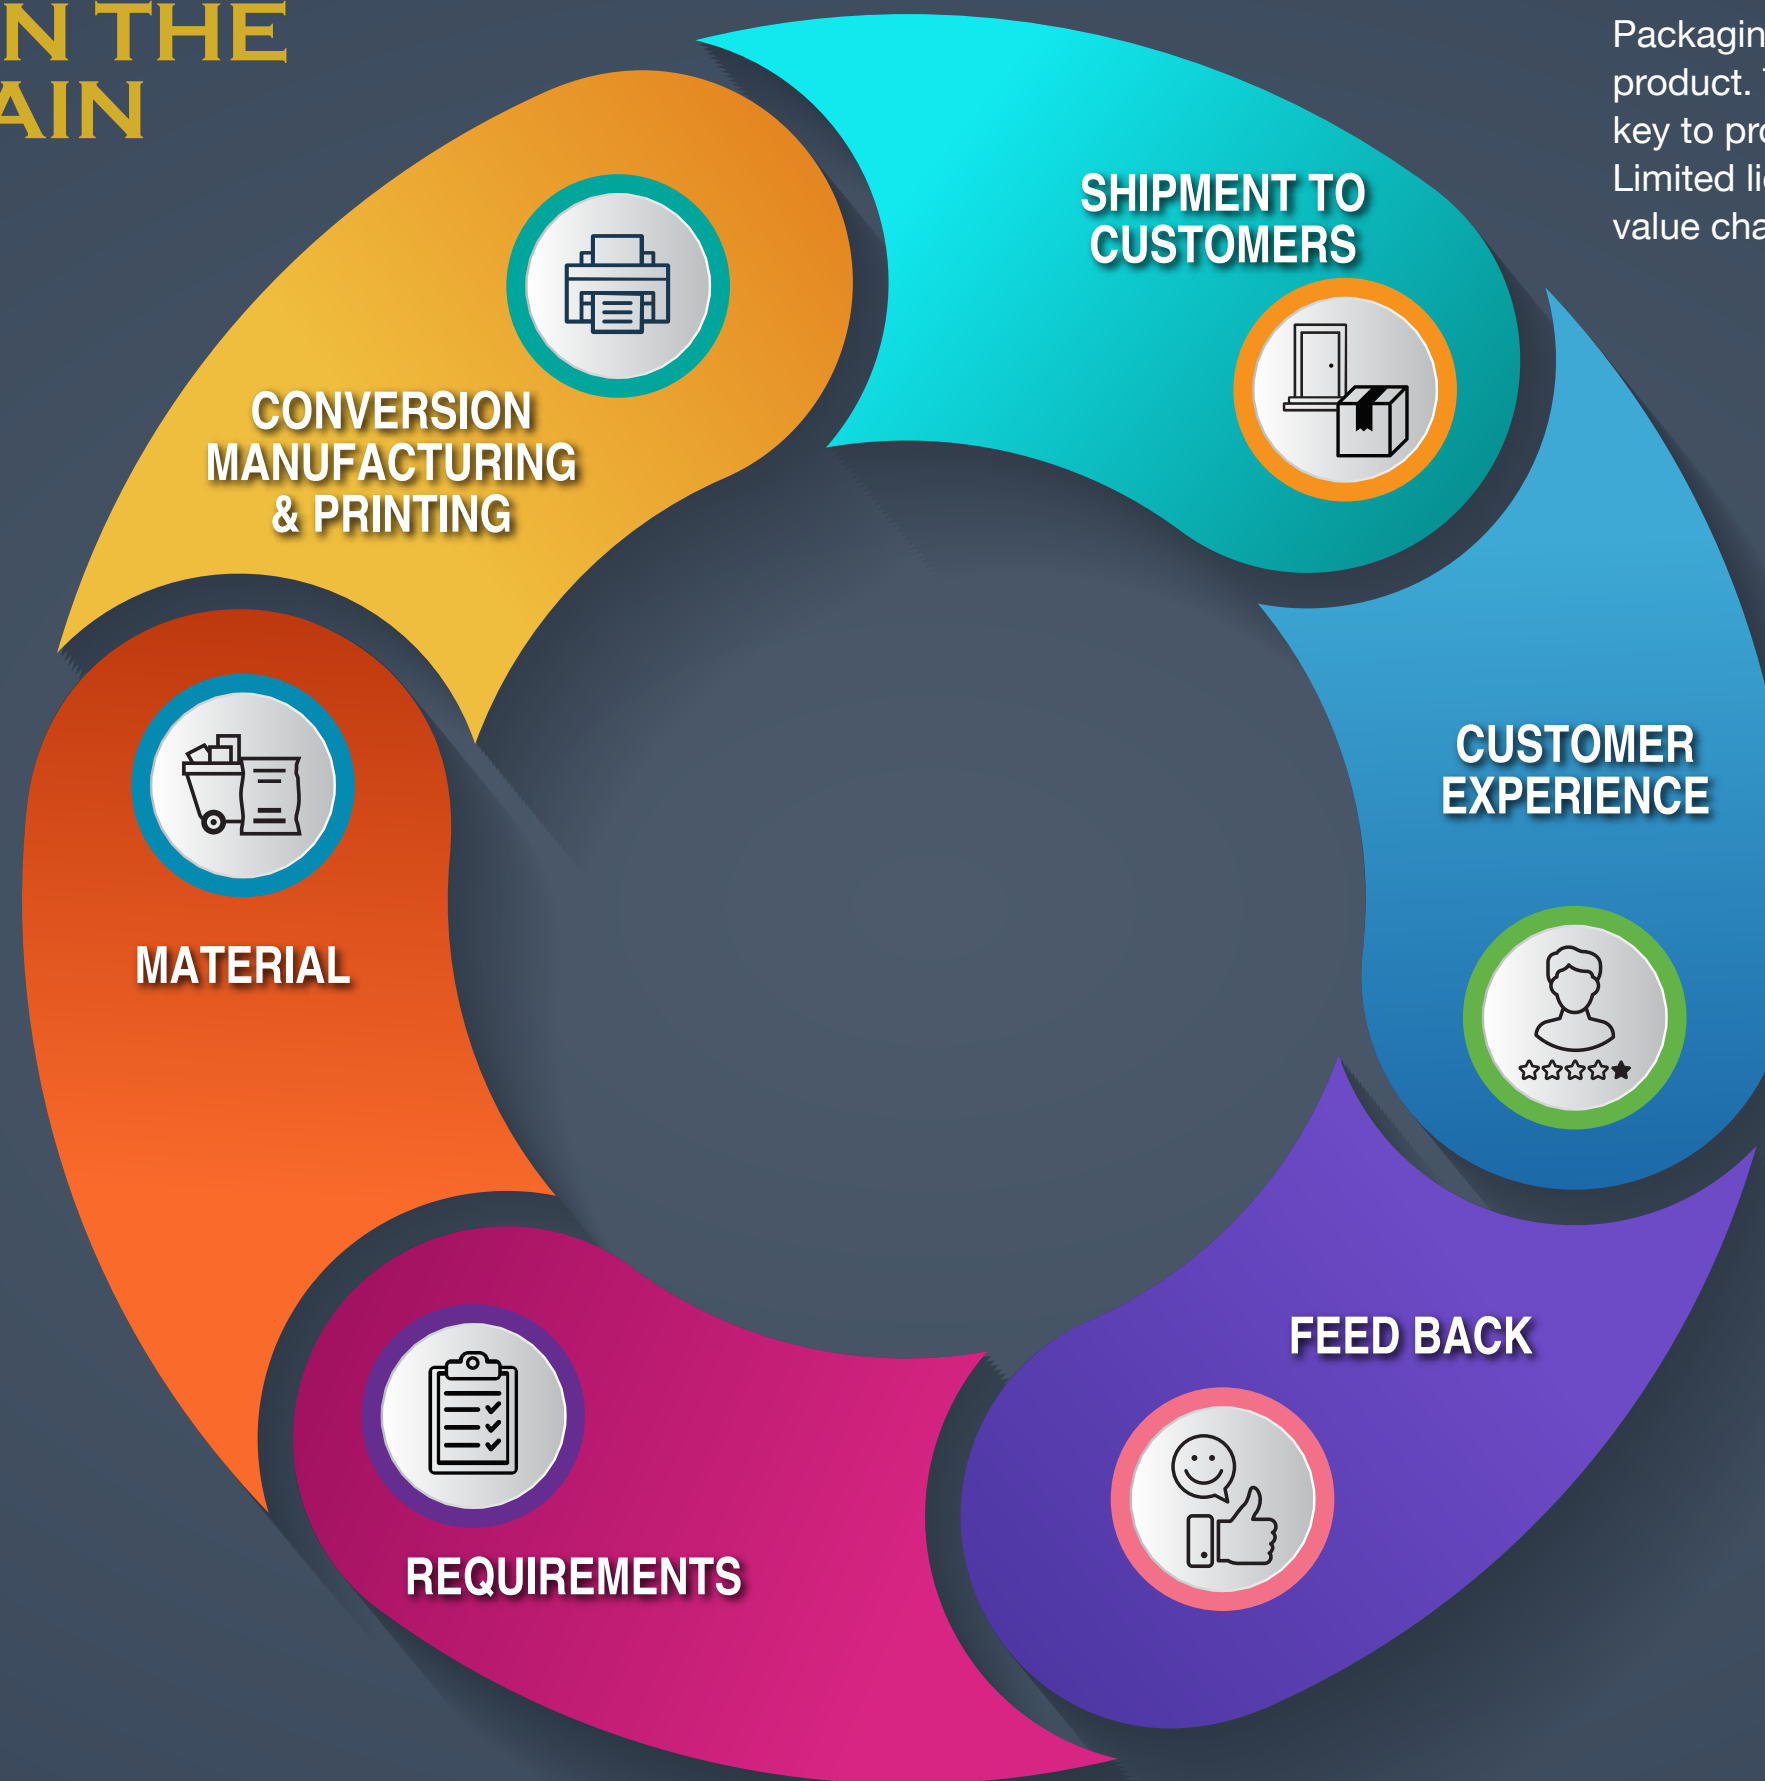 N THE
AIN
Packagin
product.
key to pro
Limited li
value cha
SHIPMENT TO
CUSTOMERS
CONVERSION
MANUFACTURING
& PRINTING
CUSTOMER
EXPERIENCE
MATERIAL
FEED BACK
REQUIREMENTS